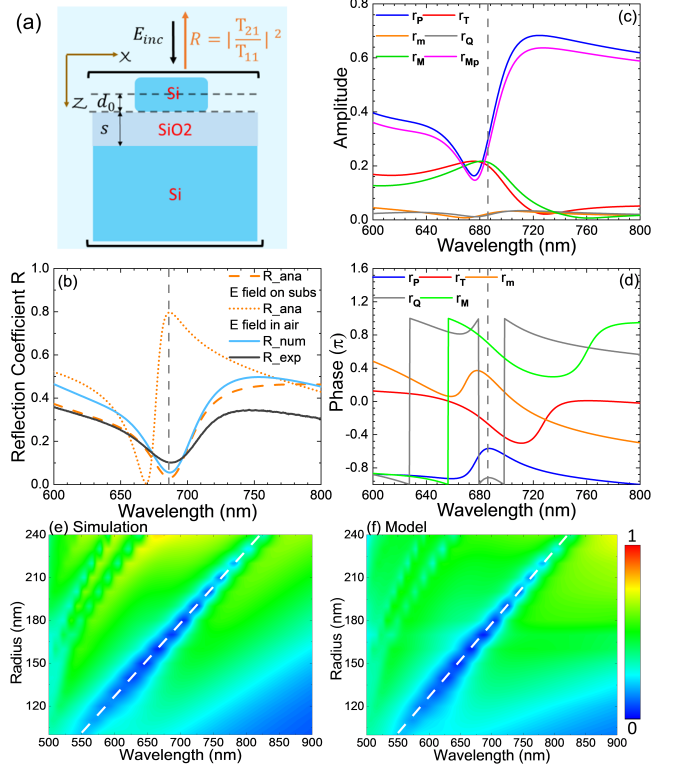 (a)
E_inc
R = |T_21/T_11|^2
X
Z
d_0
Si
s
SiO2
Si
(b)
Reflection Coefficient R
1.0
0.8
0.6
0.4
0.2
0.0
R_ana
E field on subs
R_ana
E field in air
R_num
R_exp
600 650 700 750 800
Wavelength (nm)
(c)
Amplitude
0.8
0.6
0.4
0.2
0.0
r_P r_T
r_m r_Q
r_M r_Mp
600 640 680 720 760 800
Wavelength (nm)
(d)
Phase (π)
1.6
1.2
0.8
0.4
0.0
-0.4
-0.8
r_P r_T r_m
r_Q r_M
600 640 680 720 760 800
Wavelength (nm)
(e) Simulation
Radius (nm)
240
210
180
150
120
500 550 600 650 700 750 800 850 900
Wavelength (nm)
(f) Model
Radius (nm)
240
210
180
150
120
500 550 600 650 700 750 800 850 900
Wavelength (nm)
1
0